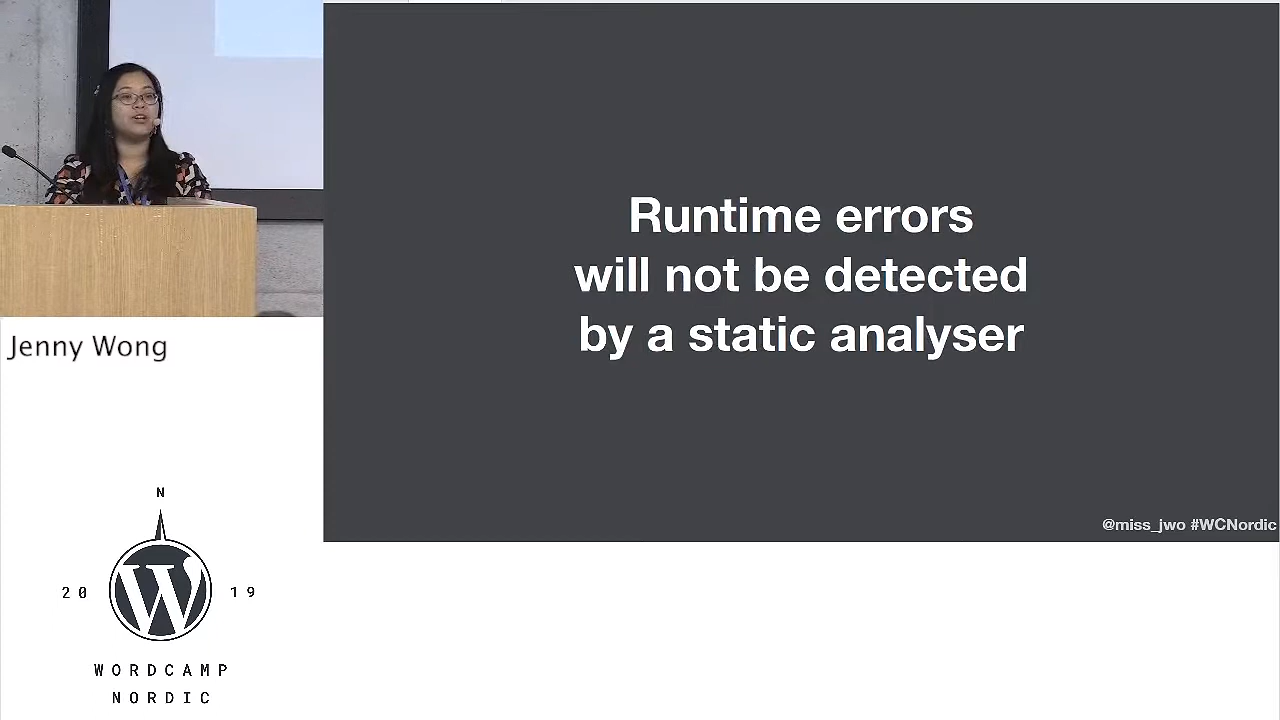 Runtime errors
will not be detected
by a static analyser
@miss_jwo #WCNordic
Jenny Wong
N
20 19
WORDCAMP
NORDIC